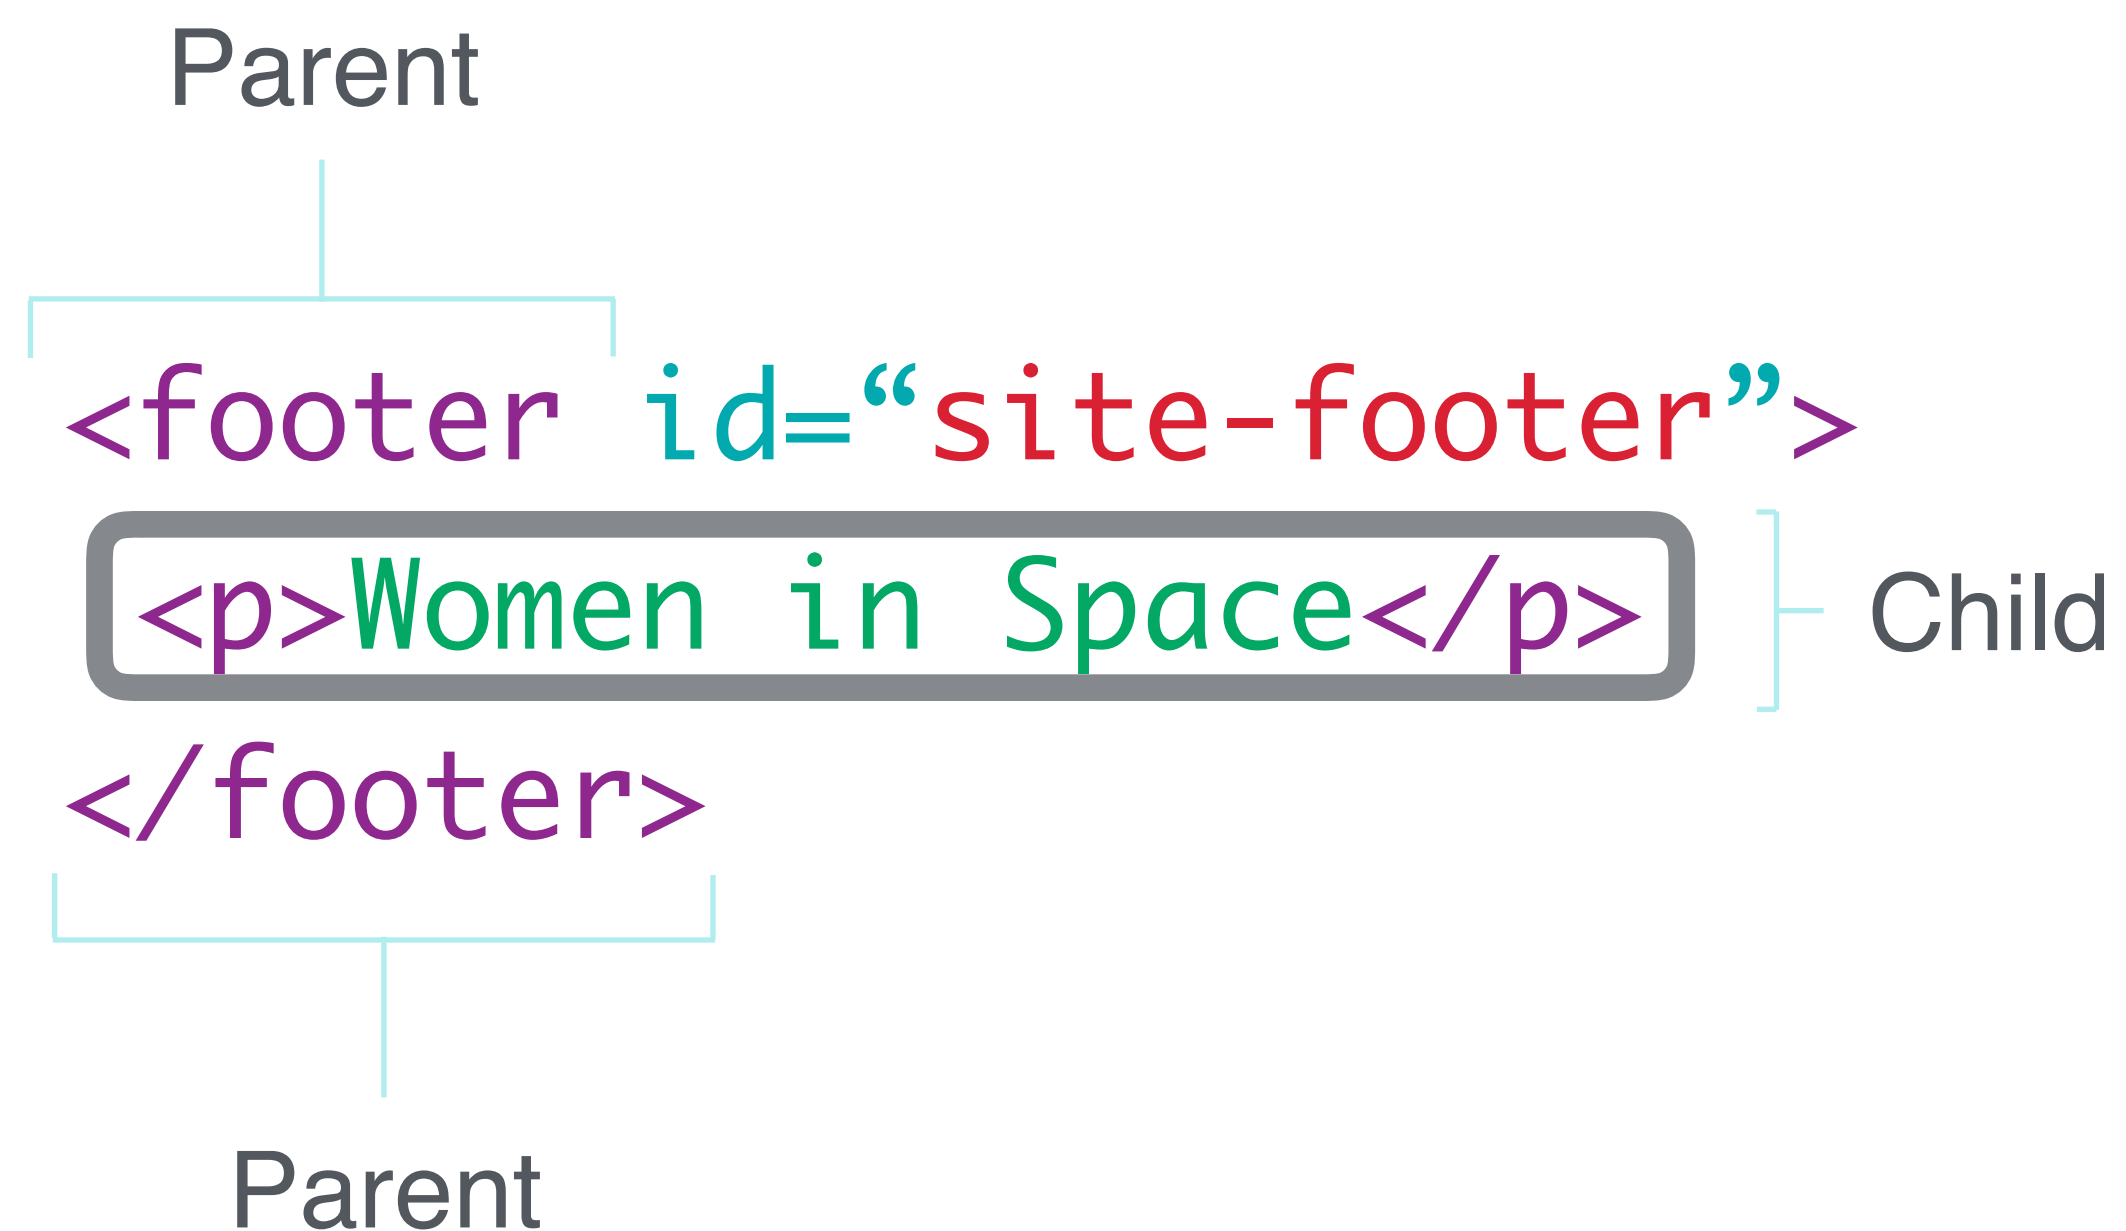 Parent
<footer id=“site-footer”>
<p>Women in Space</p>
Child
</footer>
Parent